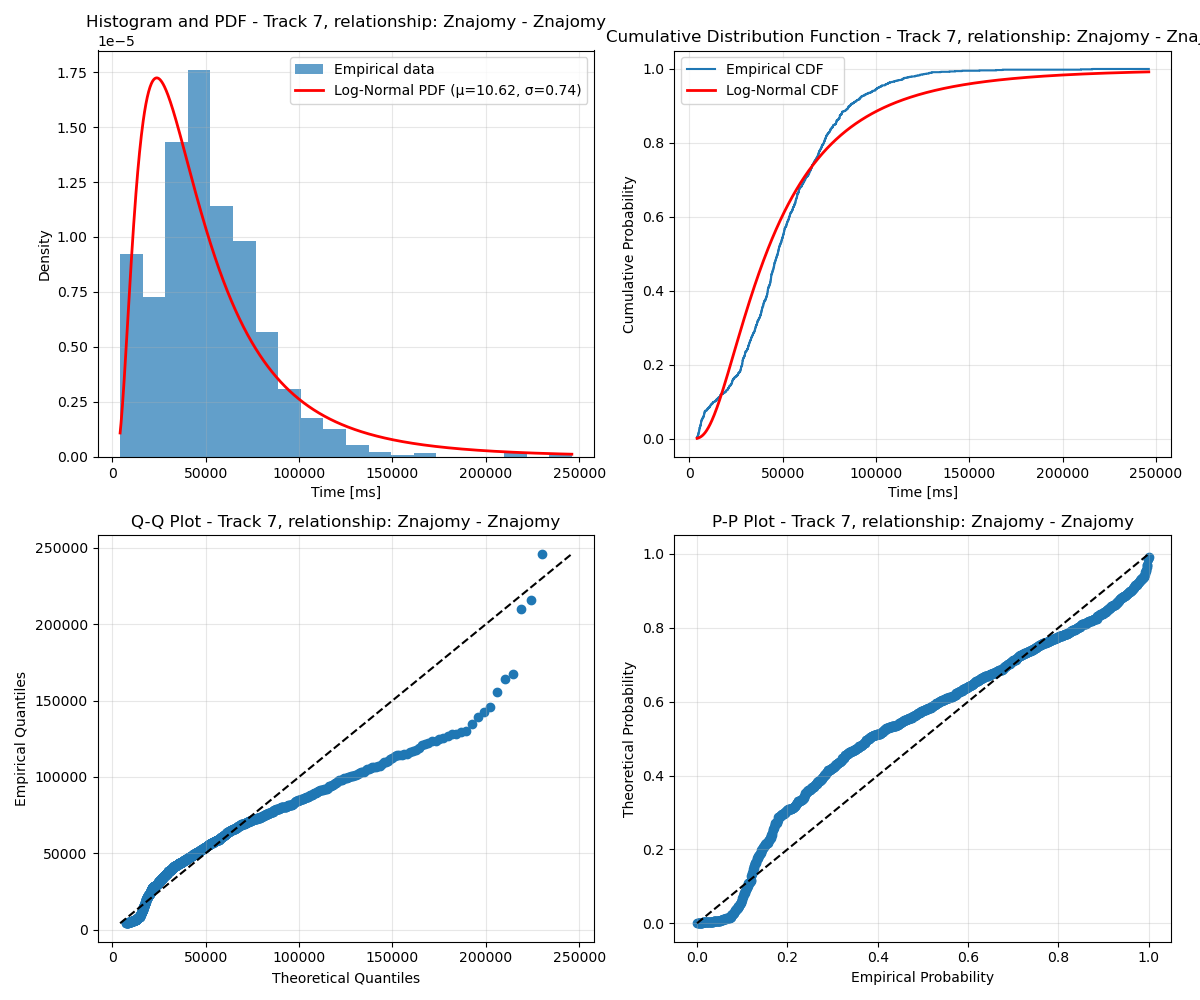 Histogram and PDF - Track 7, relationship: Znajomy - Znajomy
1e−5
Empirical data
Log-Normal PDF (μ=10.62, σ=0.74)
1.75
1.50
1.25
1.00
0.75
0.50
0.25
0.00
Density
0 50000 100000 150000 200000 250000
Time [ms]
Cumulative Distribution Function - Track 7, relationship: Znajomy - Zna
Empirical CDF
Log-Normal CDF
1.0
0.8
0.6
0.4
0.2
0.0
Cumulative Probability
0 50000 100000 150000 200000 250000
Time [ms]
Q-Q Plot - Track 7, relationship: Znajomy - Znajomy
250000
200000
150000
100000
50000
0
Empirical Quantiles
0 50000 100000 150000 200000 250000
Theoretical Quantiles
P-P Plot - Track 7, relationship: Znajomy - Znajomy
1.0
0.8
0.6
0.4
0.2
0.0
Theoretical Probability
0.0 0.2 0.4 0.6 0.8 1.0
Empirical Probability